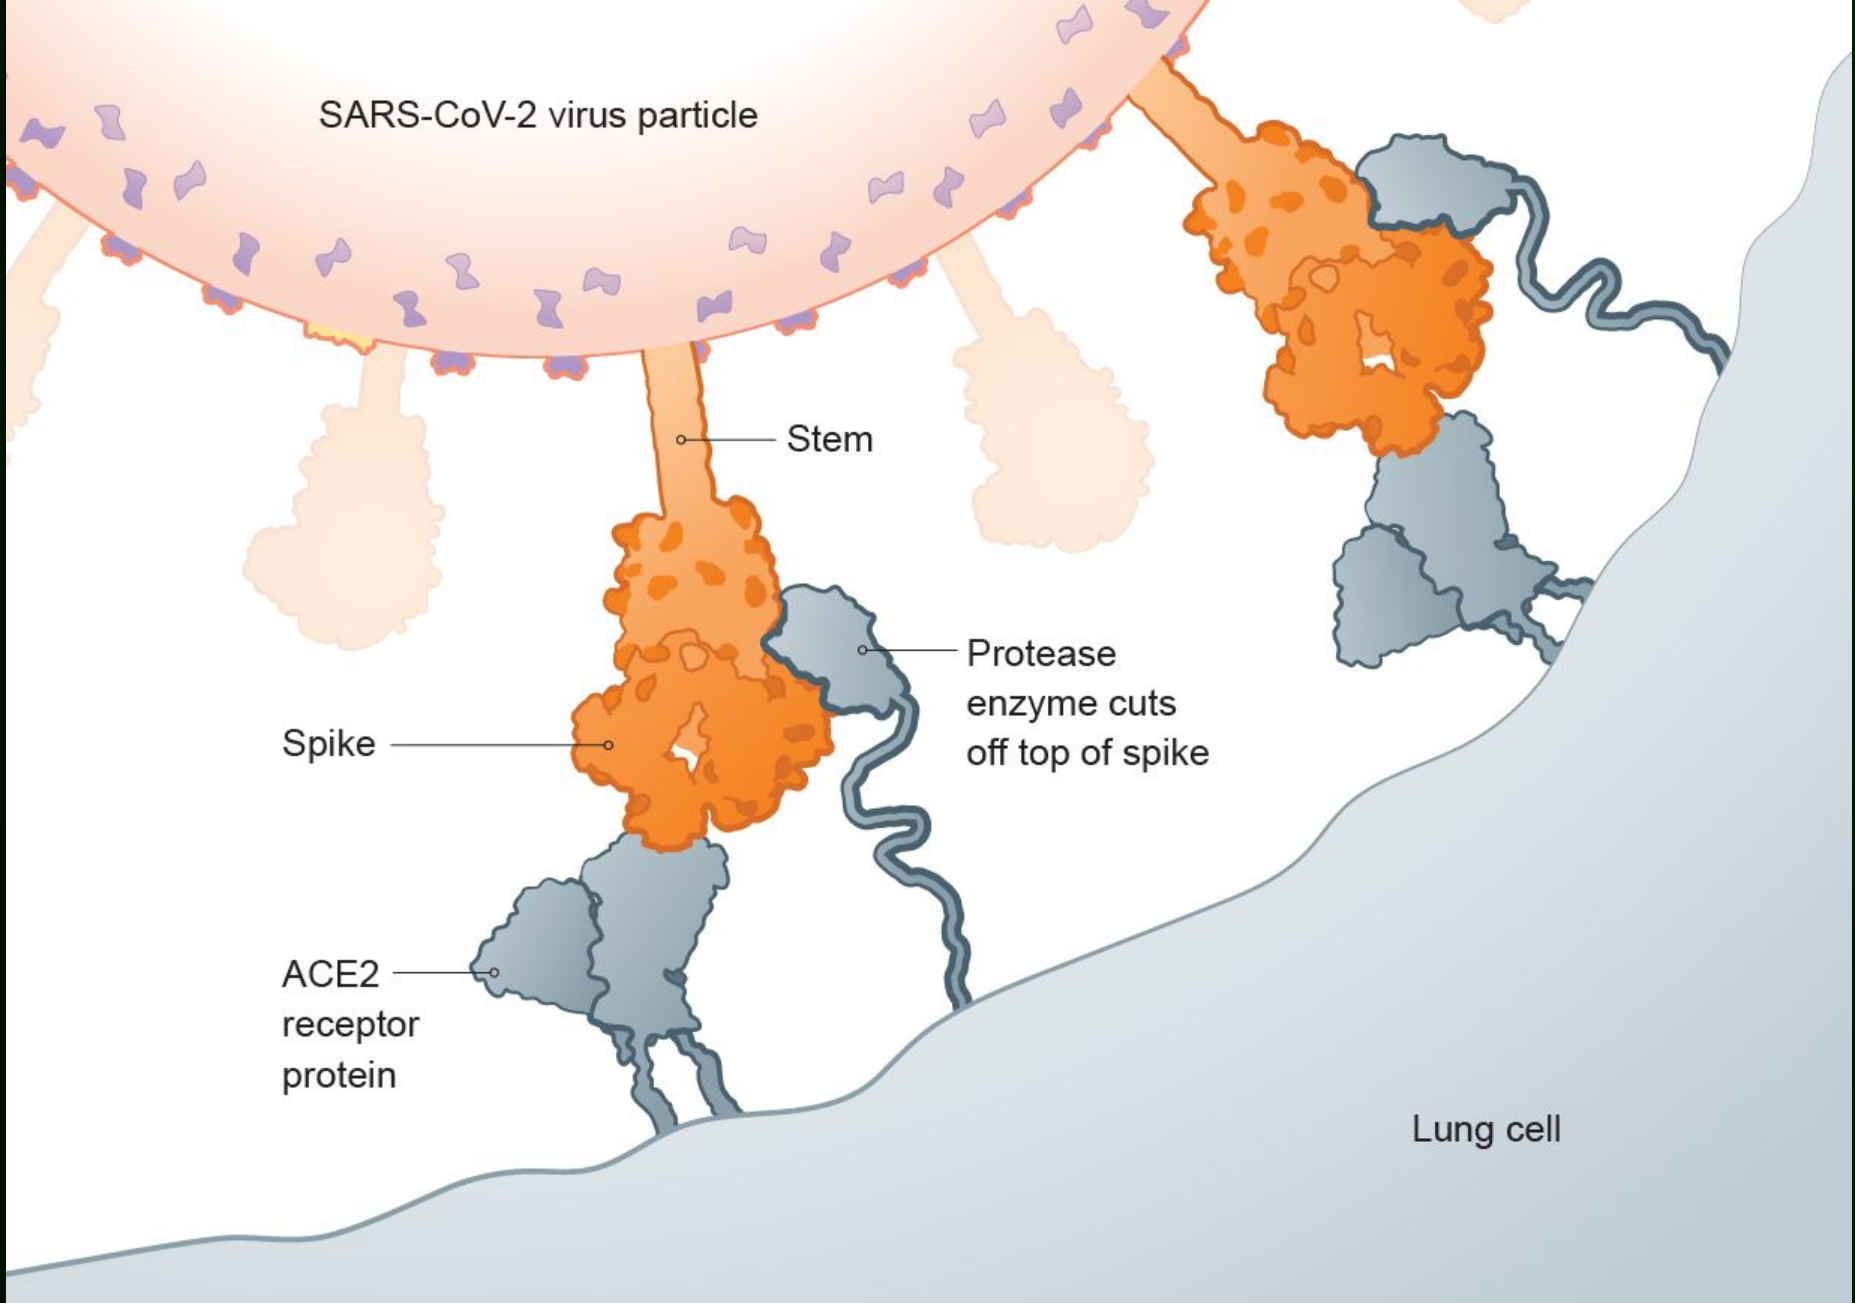 SARS-CoV-2 virus particle
Stem
Protease
enzyme cuts
off top of spike
Spike
ACE2
receptor
protein
Lung cell